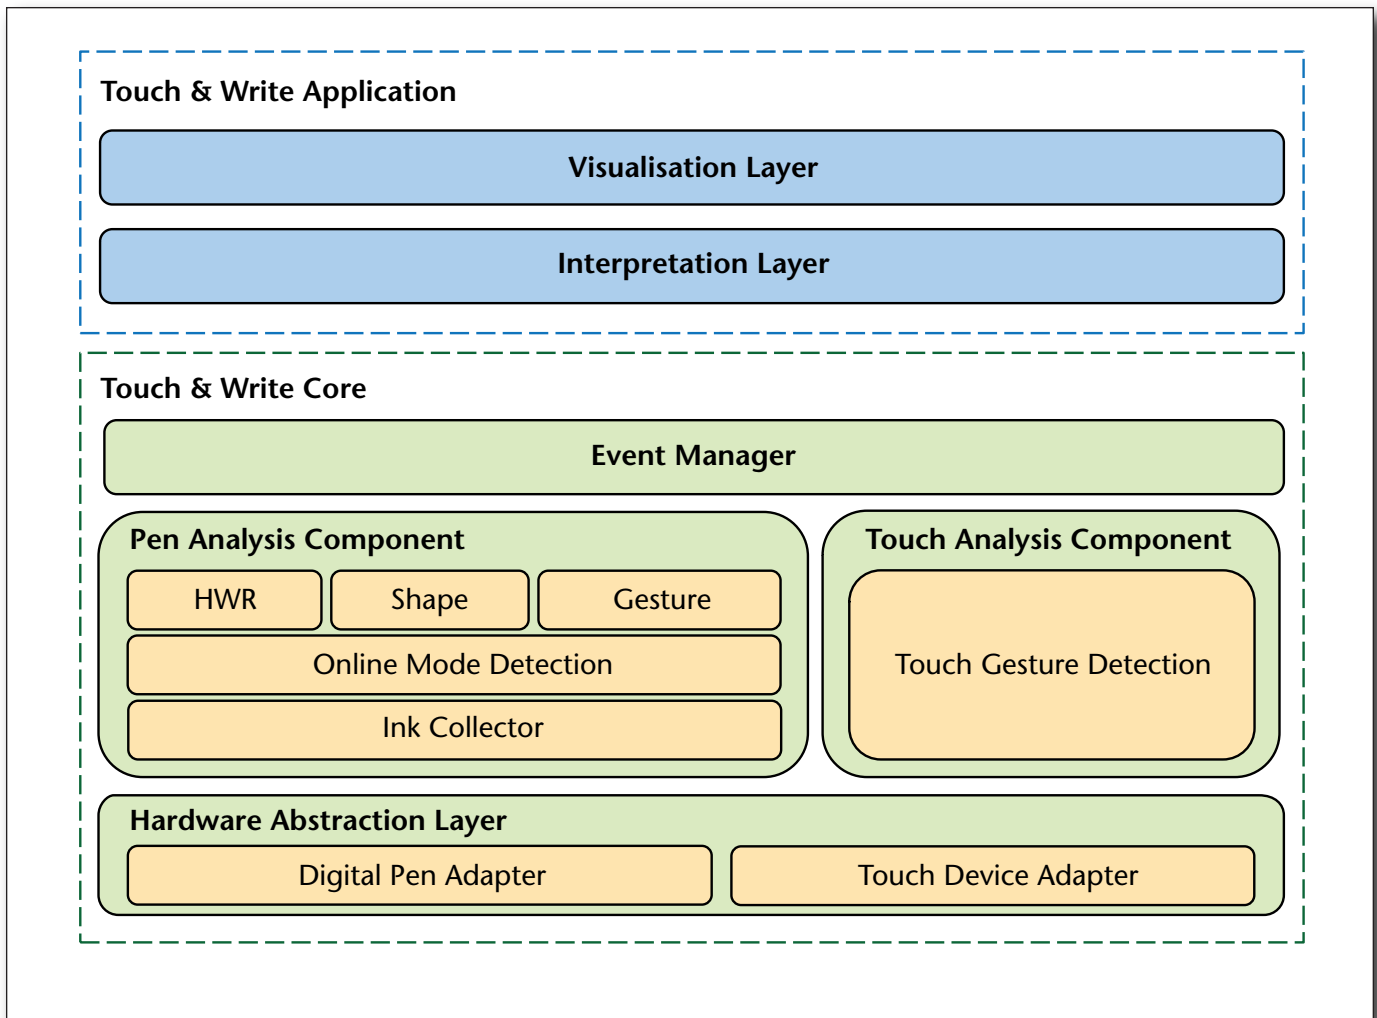 Touch & Write Application
Visualisation Layer
Interpretation Layer
Touch & Write Core
Event Manager
Pen Analysis Component
HWR
Shape
Gesture
Online Mode Detection
Ink Collector
Touch Analysis Component
Touch Gesture Detection
Hardware Abstraction Layer
Digital Pen Adapter
Touch Device Adapter